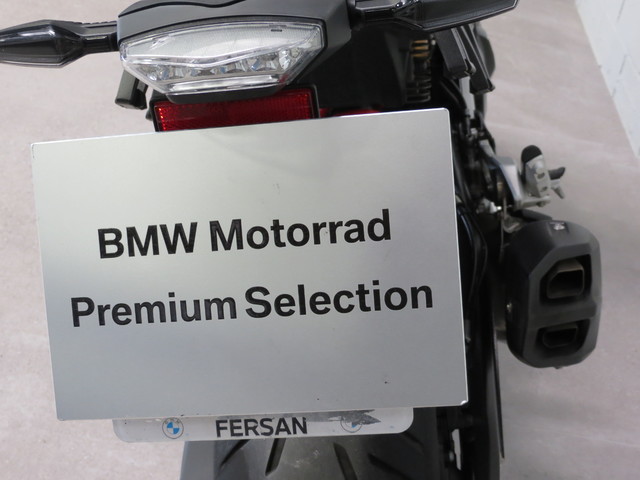 BMW Motorrad
Premium Selection
FERSAN